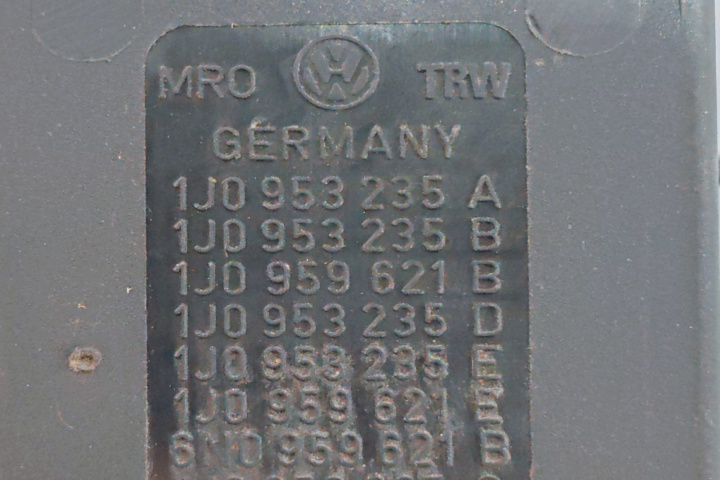 MRO VW TRW
GERMANY
1J0 953 235 A
1J0 953 235 B
1J0 959 621 B
1J0 953 235 D
1J0 953 235 E
1J0 959 621 E
6N0 959 621 B